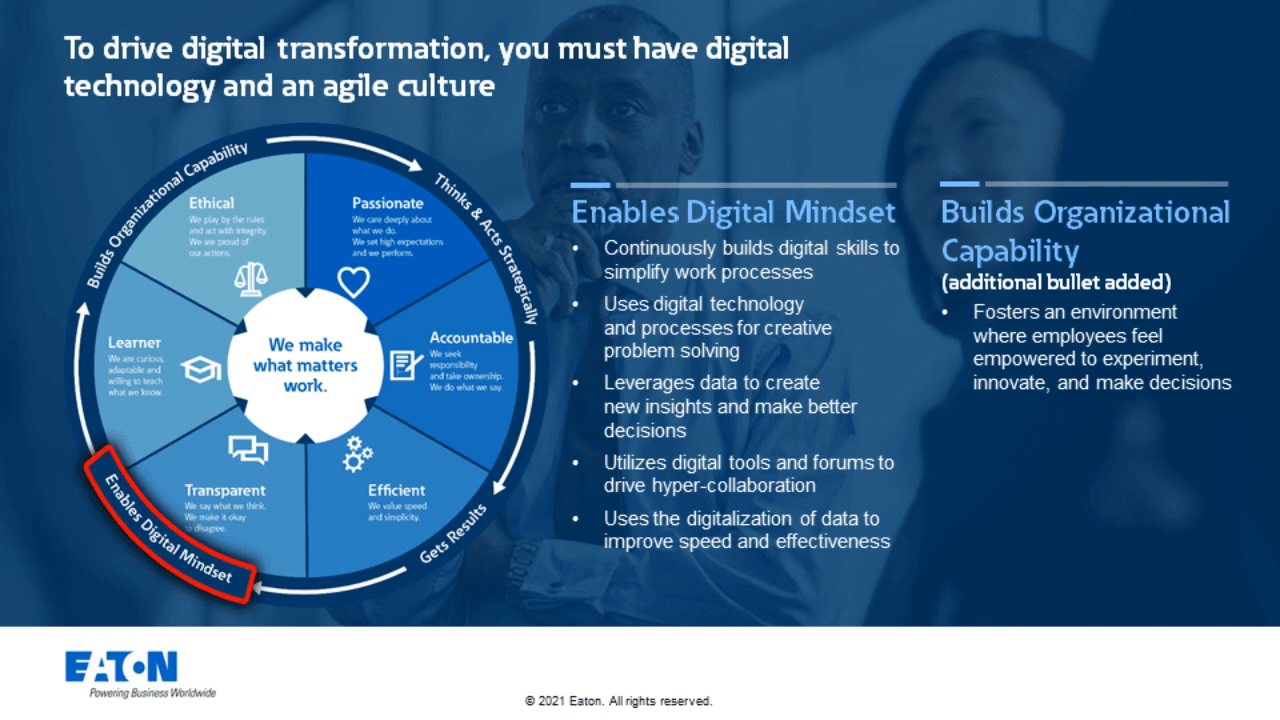 To drive digital transformation, you must have digital
technology and an agile culture
Builds Organizational Capability
Thinks & Acts Strategically
Gets Results
Enables Digital Mindset
Ethical
We play by the rules
and act with integrity.
We are proud of
our actions.
Passionate
We care deeply about
what we do.
We set high expectations
and we perform.
Learner
We are curious,
adaptable and
willing to teach
what we know.
We make
what matters
work.
Accountable
We seek
responsibility
and take ownership.
We do what we say.
Transparent
We say what we think.
We make it okay
to disagree.
Efficient
We value speed
and simplicity.
Enables Digital Mindset
• Continuously builds digital skills to
simplify work processes
• Uses digital technology
and processes for creative
problem solving
• Leverages data to create
new insights and make better
decisions
• Utilizes digital tools and forums to
drive hyper-collaboration
• Uses the digitalization of data to
improve speed and effectiveness
Builds Organizational
Capability
(additional bullet added)
• Fosters an environment
where employees feel
empowered to experiment,
innovate, and make decisions
EATON
Powering Business Worldwide
© 2021 Eaton. All rights reserved.